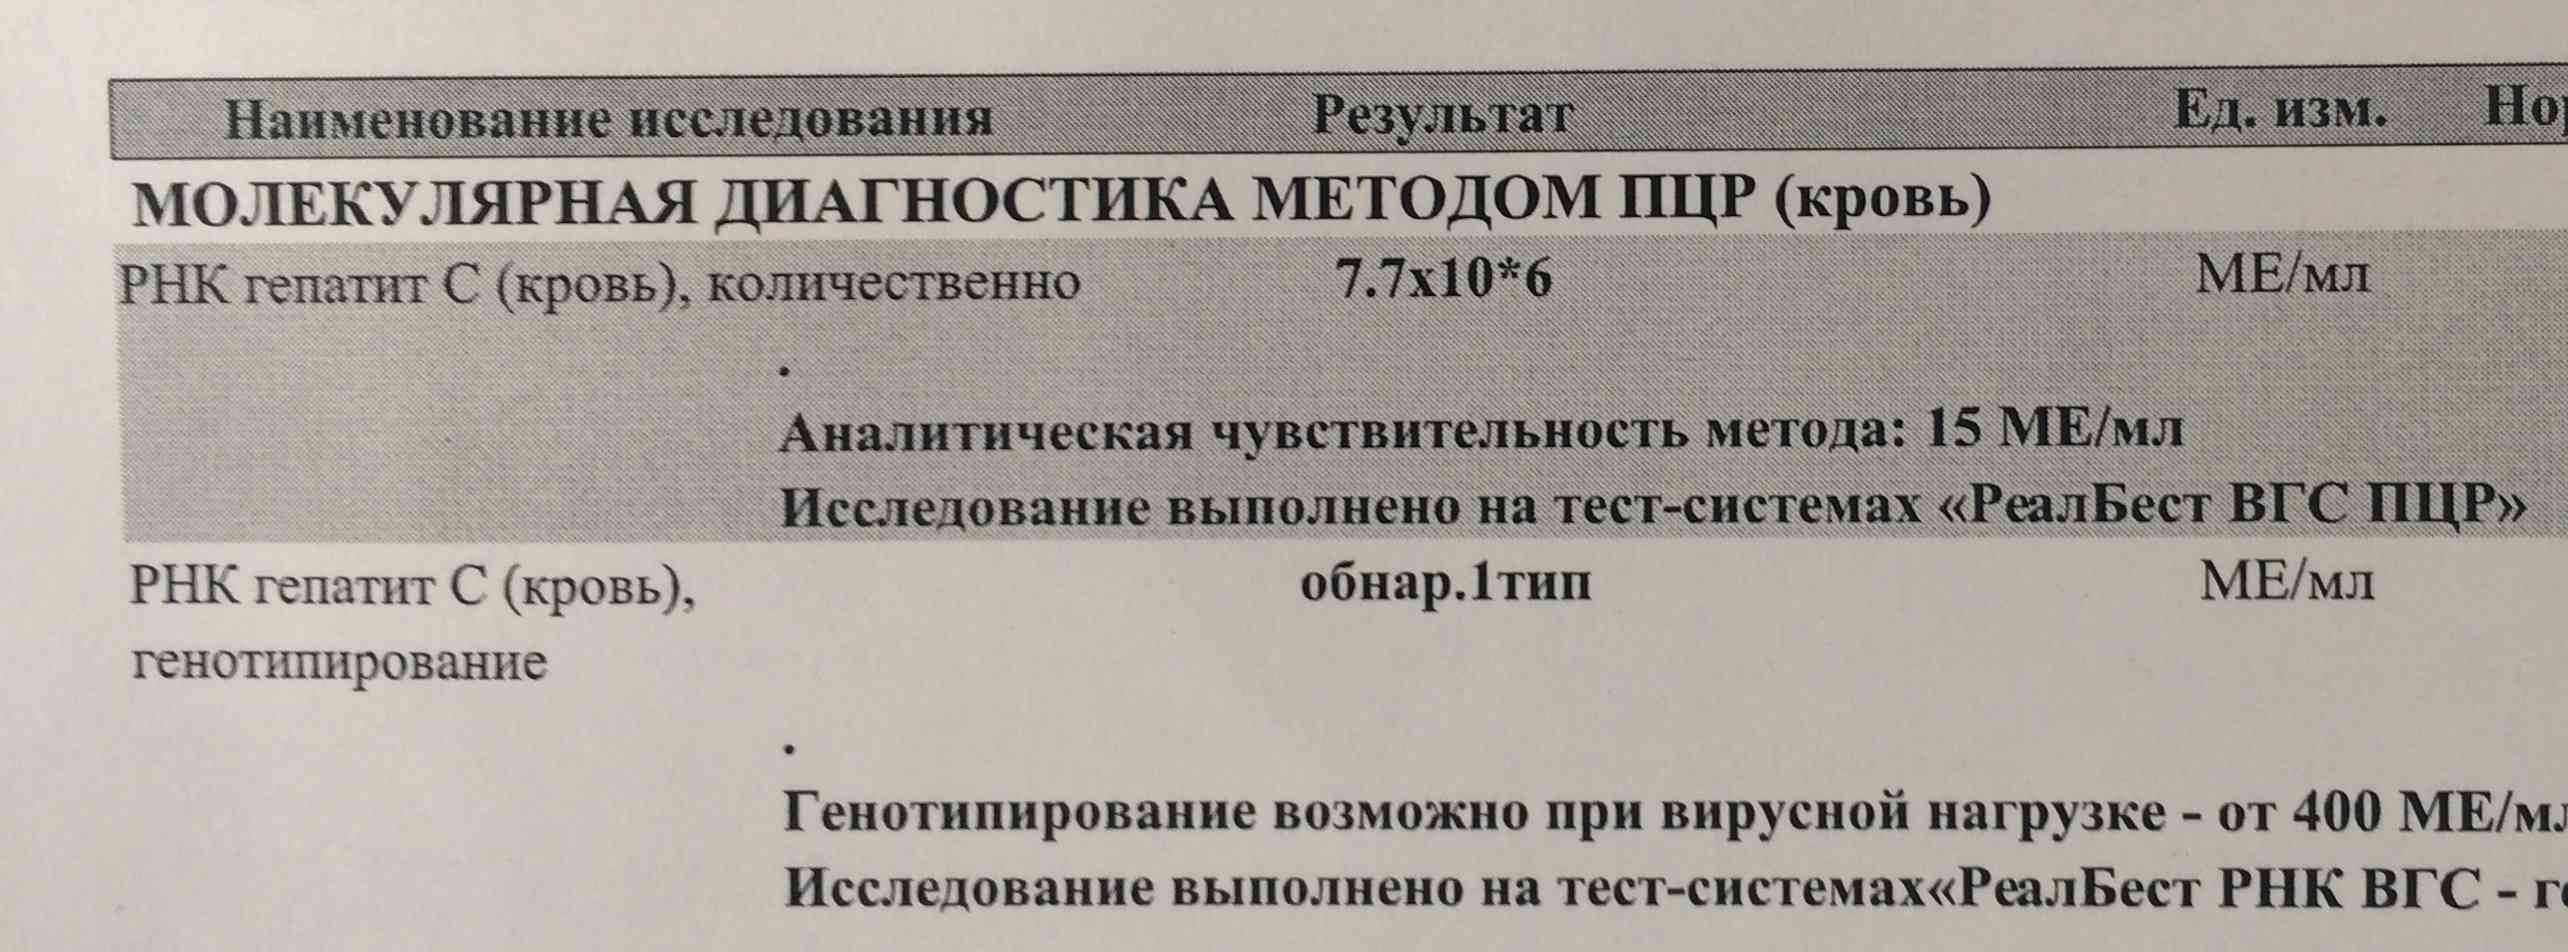 Наименование исследования Результат Ед. изм.
МОЛЕКУЛЯРНАЯ ДИАГНОСТИКА МЕТОДОМ ПЦР (кровь)
РНК гепатит С (кровь), количественно 7.7x10*6 МЕ/мл
.
Аналитическая чувствительность метода: 15 МЕ/мл
Исследование выполнено на тест-системах «РеалБест ВГС ПЦР»
РНК гепатит С (кровь), обнар.1тип МЕ/мл
генотипирование
.
Генотипирование возможно при вирусной нагрузке - от 400 МЕ/мл
Исследование выполнено на тест-системах«РеалБест РНК ВГС -